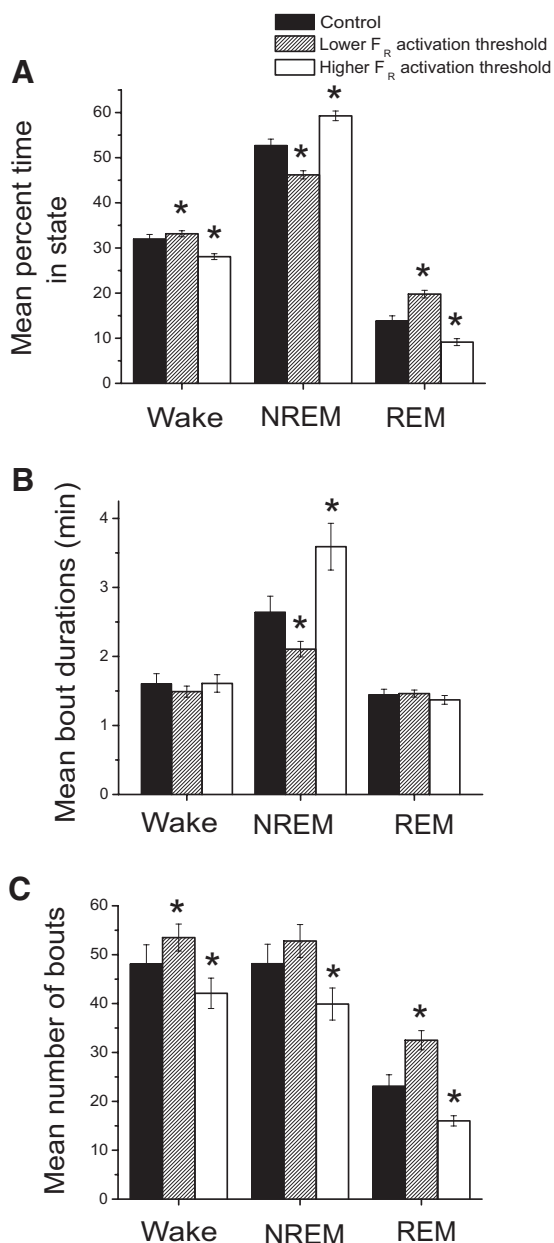 Control
Lower F_R activation threshold
Higher F_R activation threshold
A
Mean percent time
in state
60
50
40
30
20
10
0
* * * * * *
Wake NREM REM
B
Mean bout durations (min)
4
3
2
1
0
* *
Wake NREM REM
C
Mean number of bouts
60
50
40
30
20
10
0
* * * * *
Wake NREM REM